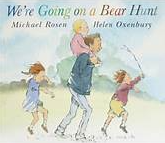 We're Going on a Bear Hunt
Michael Rosen Helen Oxenbury